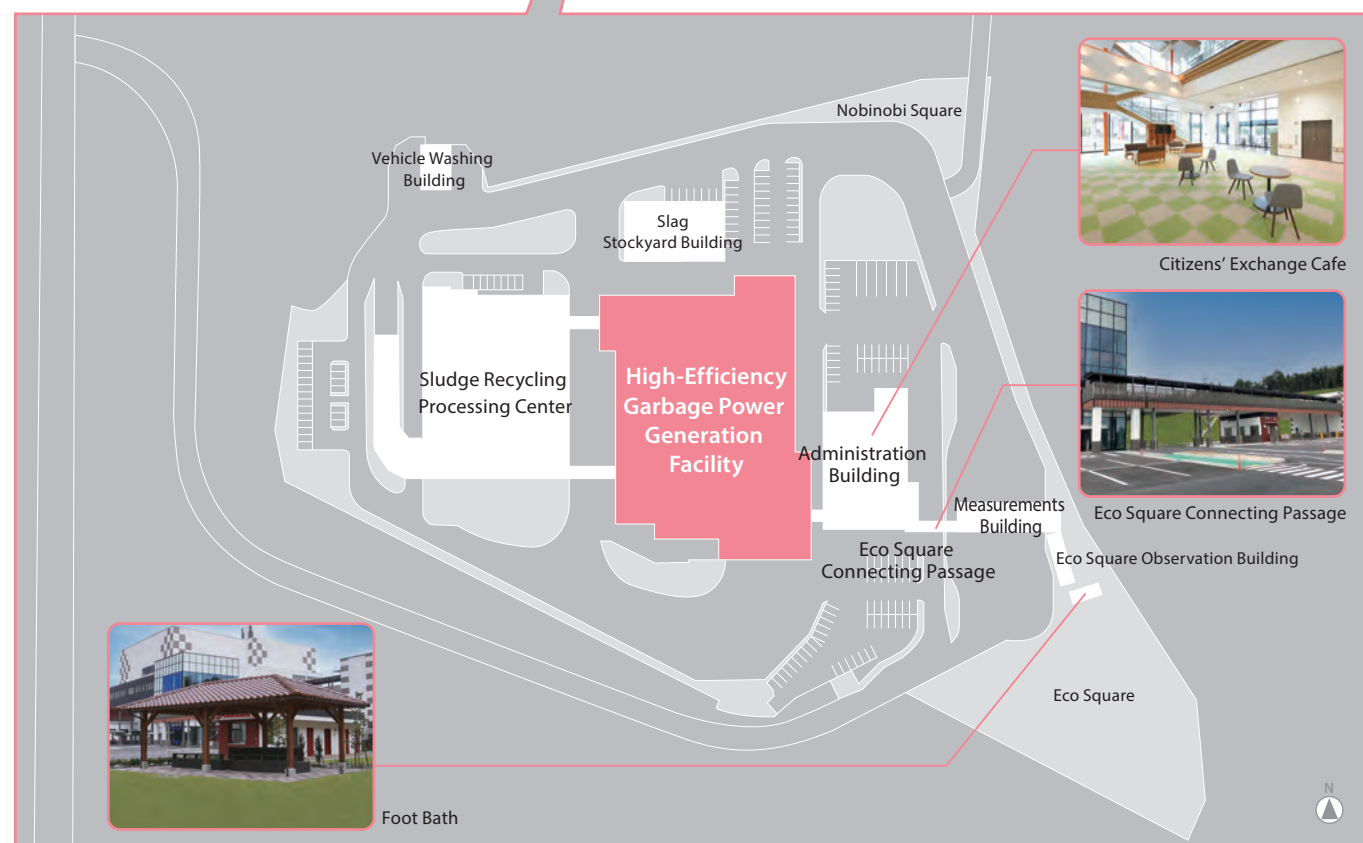 Nobinobi Square
Vehicle Washing
Building
Slag
Stockyard Building
Citizens’ Exchange Cafe
Sludge Recycling
Processing Center
High-Efficiency
Garbage Power
Generation
Facility
Administration
Building
Measurements
Building
Eco Square Connecting Passage
Eco Square
Connecting Passage
Eco Square Observation Building
Eco Square
Foot Bath
N